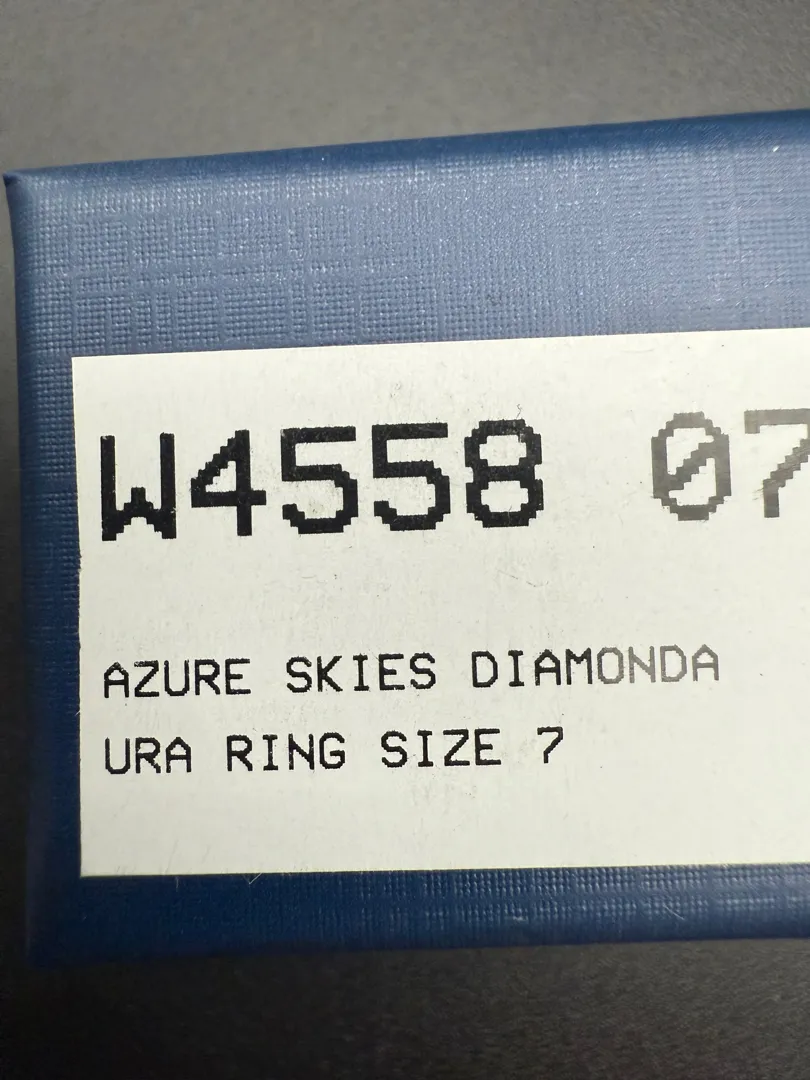 W4558 07
AZURE SKIES DIAMONDA
URA RING SIZE 7